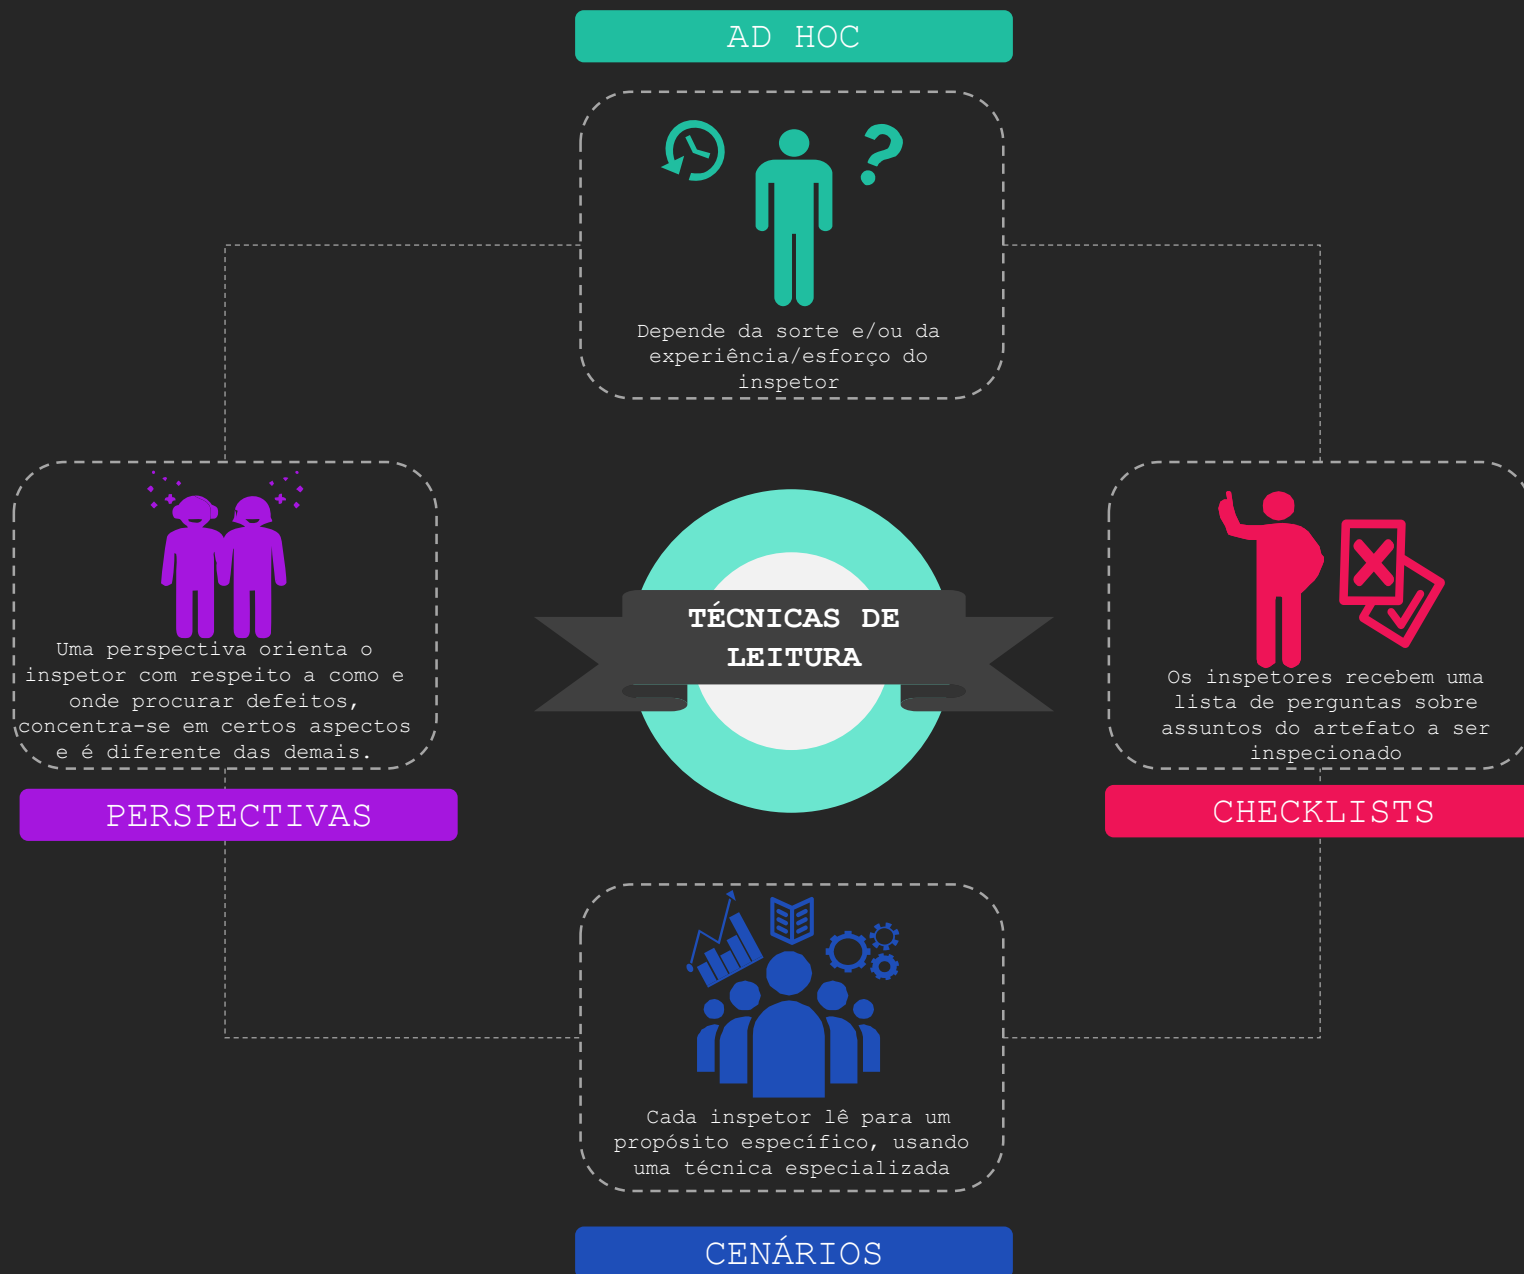 AD HOC
Depende da sorte e/ou da
experiência/esforço do
inspetor
Uma perspectiva orienta o
inspetor com respeito a como e
onde procurar defeitos,
concentra-se em certos aspectos
e é diferente das demais.
PERSPECTIVAS
TÉCNICAS DE
LEITURA
Os inspetores recebem uma
lista de perguntas sobre
assuntos do artefato a ser
inspecionado
CHECKLISTS
Cada inspetor lê para um
propósito específico, usando
uma técnica especializada
CENÁRIOS